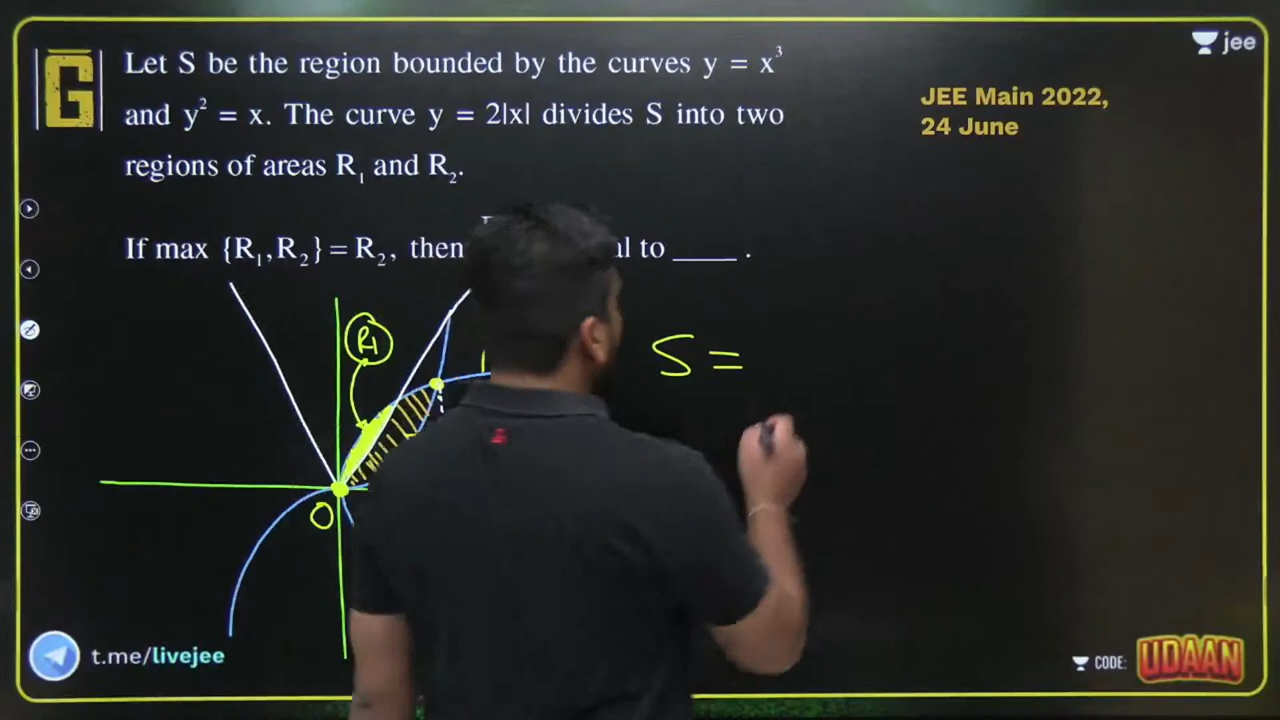 G
Let S be the region bounded by the curves y = x³
and y² = x. The curve y = 2|x| divides S into two
regions of areas R₁ and R₂.
If max {R₁,R₂} = R₂, then
to ____ .
jee
JEE Main 2022,
24 June
R₁
S =
O
t.me/livejee
CODE: UDAAN